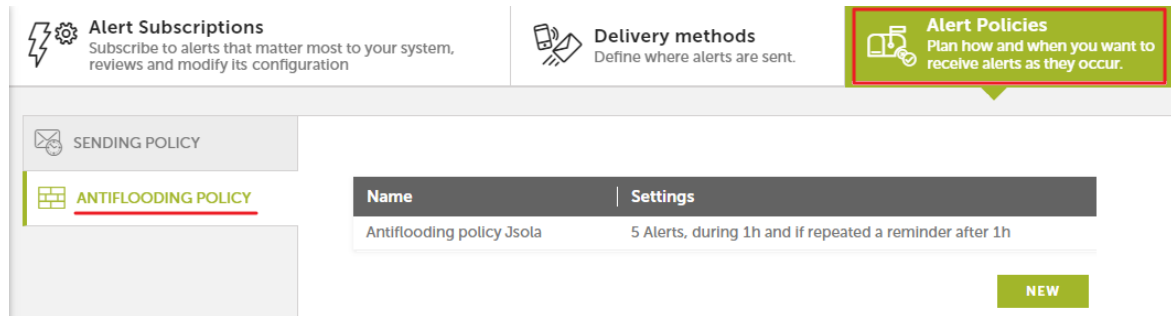 Alert Subscriptions
Subscribe to alerts that matter most to your system,
reviews and modify its configuration
Delivery methods
Define where alerts are sent.
Alert Policies
Plan how and when you want to
receive alerts as they occur.
SENDING POLICY
ANTIFLOODING POLICY
Name Settings
Antiflooding policy Jsola 5 Alerts, during 1h and if repeated a reminder after 1h
NEW